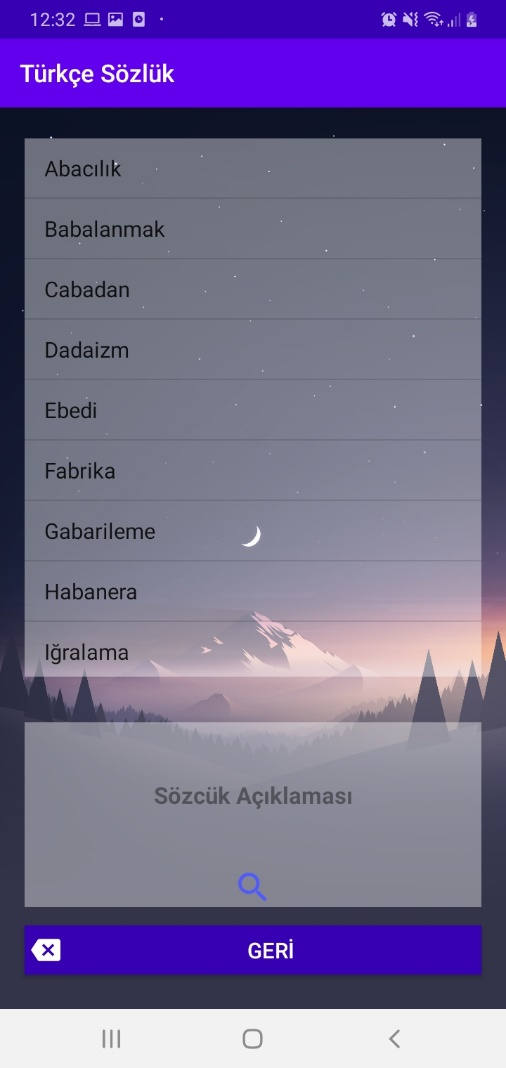 12:32
Türkçe Sözlük
Abacılık
Babalanmak
Cabadan
Dadaizm
Ebedi
Fabrika
Gabarileme
Habanera
Iğralama
Sözcük Açıklaması
GERİ